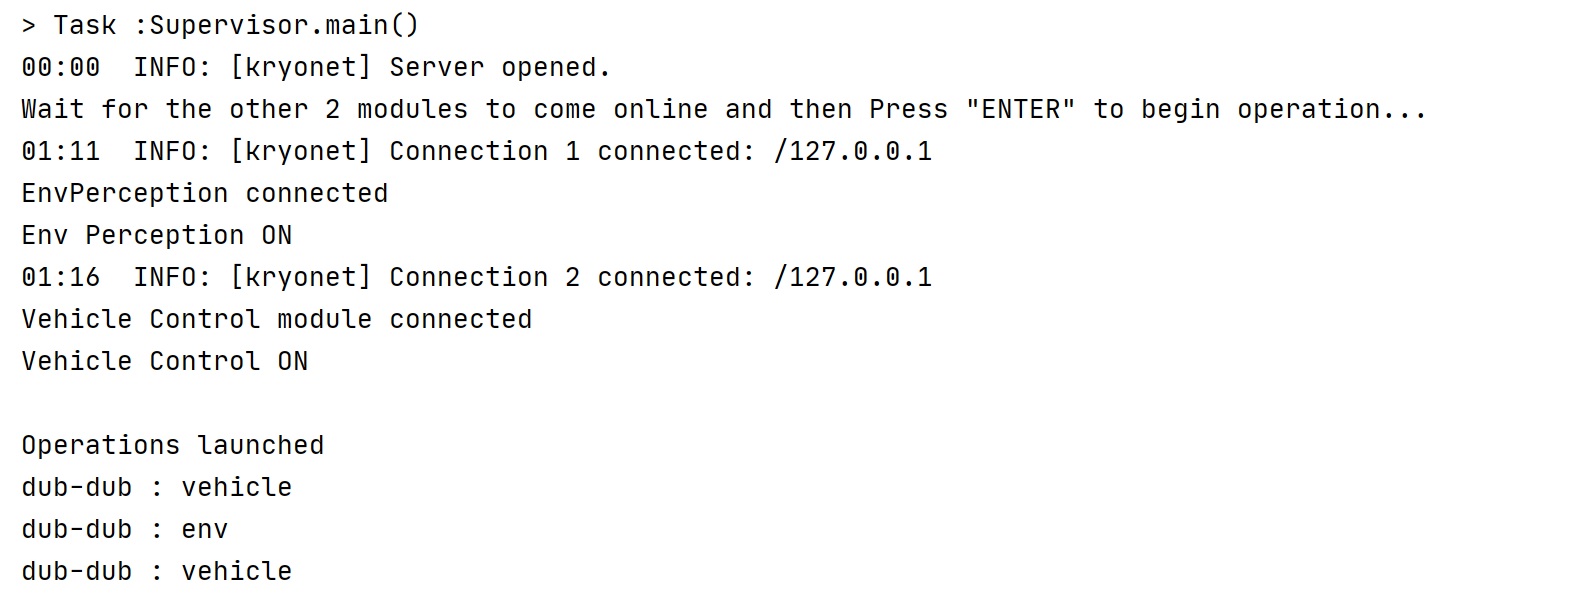 > Task :Supervisor.main()
00:00  INFO: [kryonet] Server opened.
Wait for the other 2 modules to come online and then Press "ENTER" to begin operation...
01:11  INFO: [kryonet] Connection 1 connected: /127.0.0.1
EnvPerception connected
Env Perception ON
01:16  INFO: [kryonet] Connection 2 connected: /127.0.0.1
Vehicle Control module connected
Vehicle Control ON

Operations launched
dub-dub : vehicle
dub-dub : env
dub-dub : vehicle